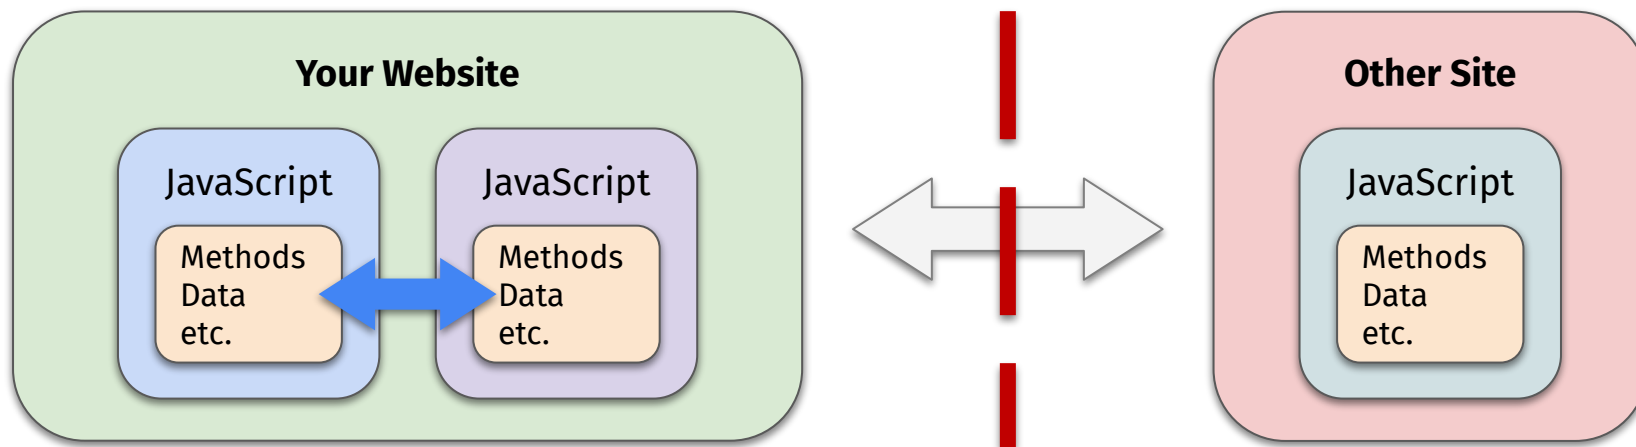 Your Website
JavaScript
Methods
Data
etc.
JavaScript
Methods
Data
etc.
Other Site
JavaScript
Methods
Data
etc.